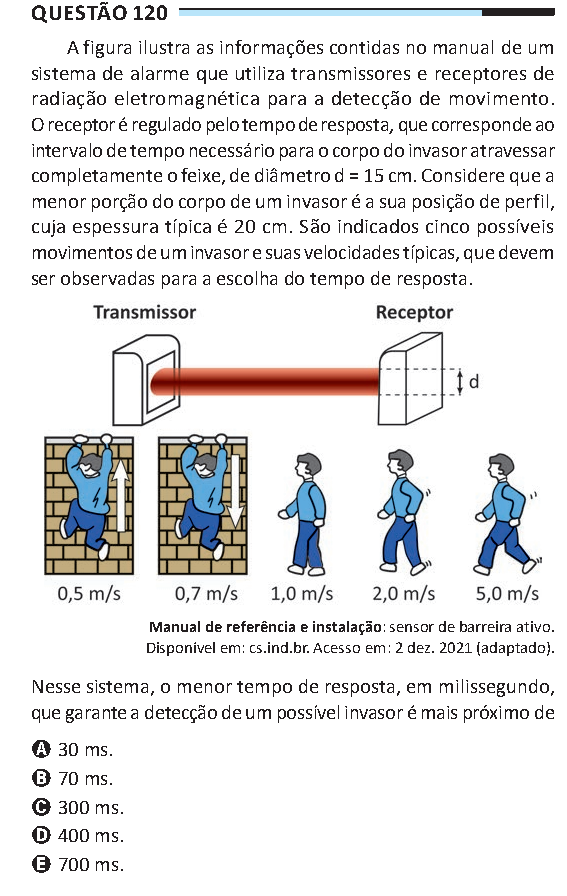 QUESTÃO 120
A figura ilustra as informações contidas no manual de um
sistema de alarme que utiliza transmissores e receptores de
radiação eletromagnética para a detecção de movimento.
O receptor é regulado pelo tempo de resposta, que corresponde ao
intervalo de tempo necessário para o corpo do invasor atravessar
completamente o feixe, de diâmetro d = 15 cm. Considere que a
menor porção do corpo de um invasor é a sua posição de perfil,
cuja espessura típica é 20 cm. São indicados cinco possíveis
movimentos de um invasor e suas velocidades típicas, que devem
ser observadas para a escolha do tempo de resposta.
Transmissor Receptor
d
0,5 m/s 0,7 m/s 1,0 m/s 2,0 m/s 5,0 m/s
Manual de referência e instalação: sensor de barreira ativo.
Disponível em: cs.ind.br. Acesso em: 2 dez. 2021 (adaptado).
Nesse sistema, o menor tempo de resposta, em milissegundo,
que garante a detecção de um possível invasor é mais próximo de
A 30 ms.
B 70 ms.
C 300 ms.
D 400 ms.
E 700 ms.